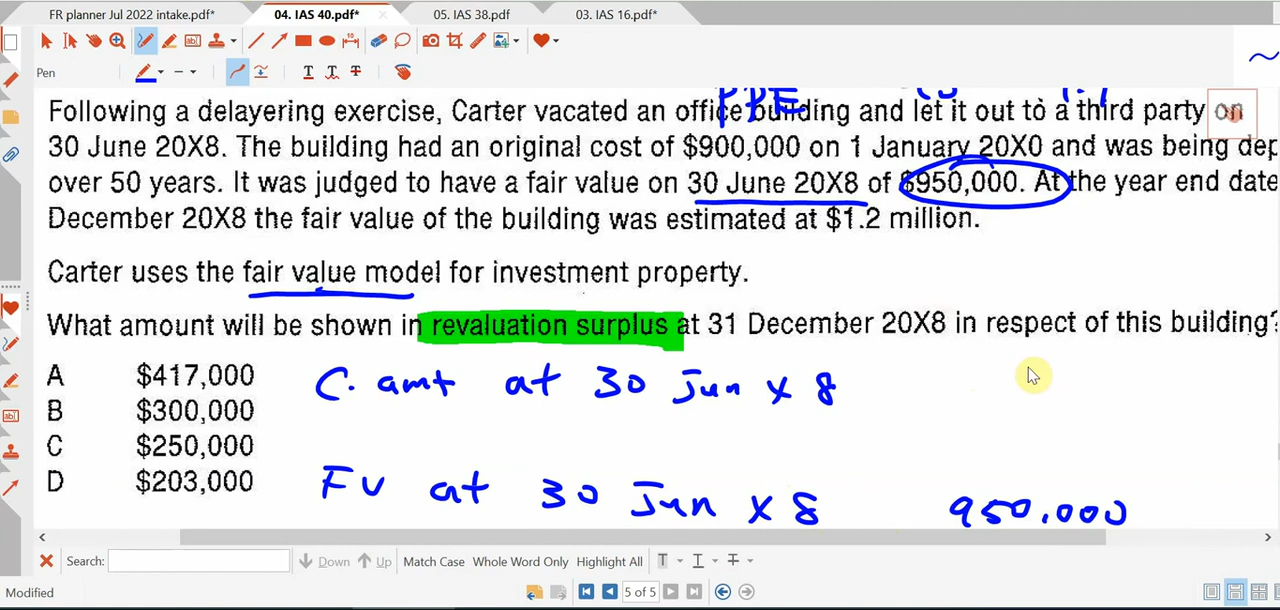 FR planner Jul 2022 intake.pdf*
04. IAS 40.pdf*
05. IAS 38.pdf
03. IAS 16.pdf*
Pen
PPE
Following a delayering exercise, Carter vacated an office building and let it out to a third party on
30 June 20X8. The building had an original cost of $900,000 on 1 January 20X0 and was being dep
over 50 years. It was judged to have a fair value on 30 June 20X8 of $950,000. At the year end date
December 20X8 the fair value of the building was estimated at $1.2 million.
Carter uses the fair value model for investment property.
What amount will be shown in revaluation surplus at 31 December 20X8 in respect of this building?
A $417,000
B $300,000
C $250,000
D $203,000
C. amt at 30 Jun x 8
FV at 30 Jun x 8 950,000
Search: Down Up Match Case Whole Word Only Highlight All
Modified
5 of 5